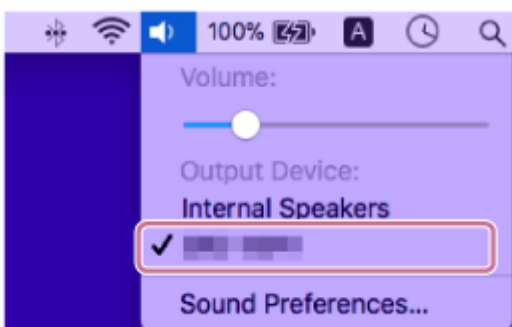 100% A
Volume:
Output Device:
Internal Speakers
Sound Preferences...